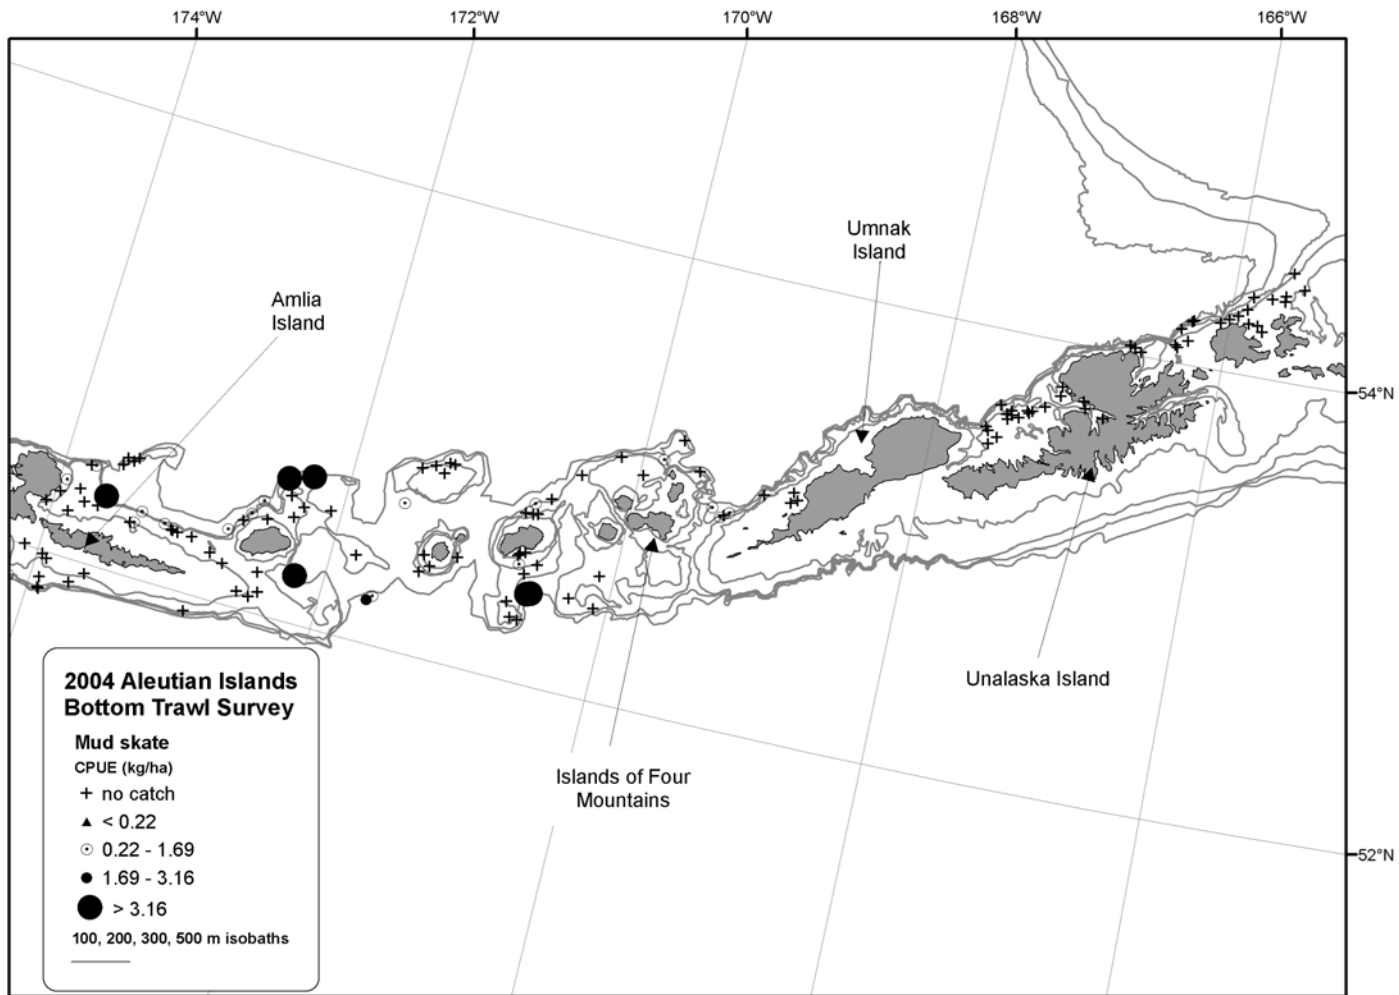 174°W
172°W
170°W
168°W
166°W
Umnak
Island
Amlia
Island
54°N
Unalaska Island
Islands of Four
Mountains
52°N
2004 Aleutian Islands
Bottom Trawl Survey
Mud skate
CPUE (kg/ha)
no catch
< 0.22
0.22 - 1.69
1.69 - 3.16
> 3.16
100, 200, 300, 500 m isobaths